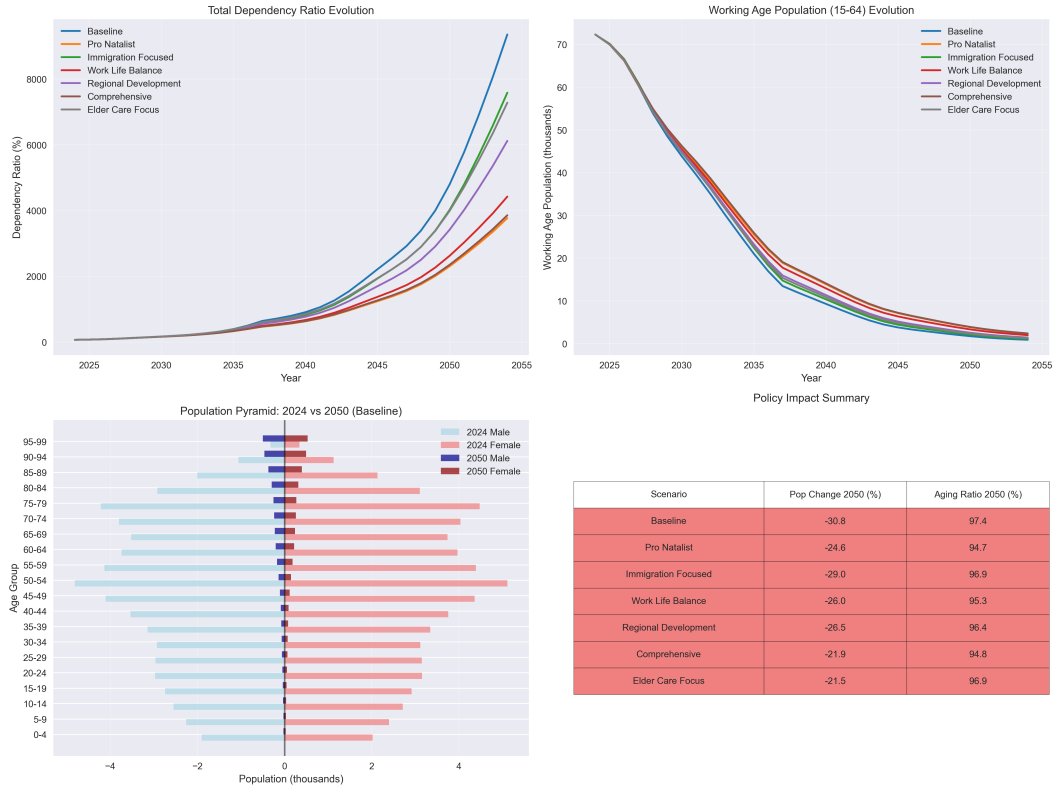 Total Dependency Ratio Evolution
Baseline
Pro Natalist
Immigration Focused
Work Life Balance
Regional Development
Comprehensive
Elder Care Focus
8000
6000
4000
2000
0
Dependency Ratio (%)
2025 2030 2035 2040 2045 2050 2055
Year
Working Age Population (15-64) Evolution
Baseline
Pro Natalist
Immigration Focused
Work Life Balance
Regional Development
Comprehensive
Elder Care Focus
70
60
50
40
30
20
10
0
Working Age Population (thousands)
2025 2030 2035 2040 2045 2050 2055
Year
Population Pyramid: 2024 vs 2050 (Baseline)
2024 Male
2024 Female
2050 Male
2050 Female
95-99
90-94
85-89
80-84
75-79
70-74
65-69
60-64
55-59
50-54
45-49
40-44
35-39
30-34
25-29
20-24
15-19
10-14
5-9
0-4
Age Group
−4 −2 0 2 4
Population (thousands)
Policy Impact Summary
Scenario Pop Change 2050 (%) Aging Ratio 2050 (%)
Baseline -30.8 97.4
Pro Natalist -24.6 94.7
Immigration Focused -29.0 96.9
Work Life Balance -26.0 95.3
Regional Development -26.5 96.4
Comprehensive -21.9 94.8
Elder Care Focus -21.5 96.9